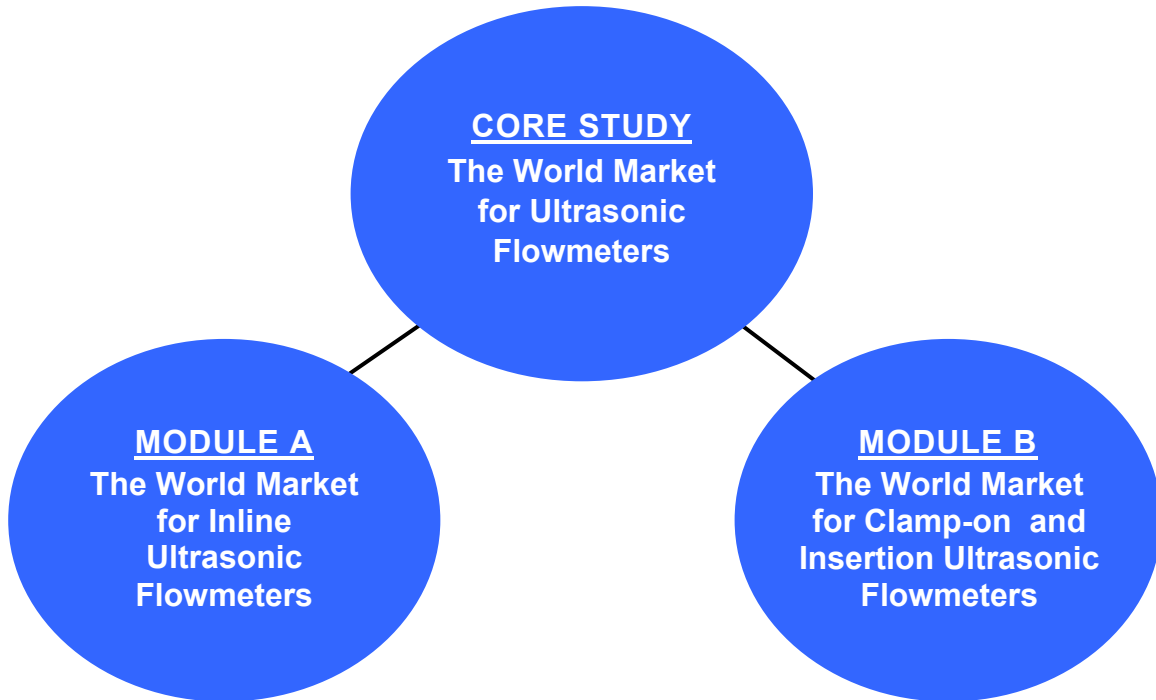 CORE STUDY
The World Market
for Ultrasonic
Flowmeters
MODULE A
The World Market
for Inline
Ultrasonic
Flowmeters
MODULE B
The World Market
for Clamp-on  and
Insertion Ultrasonic
Flowmeters